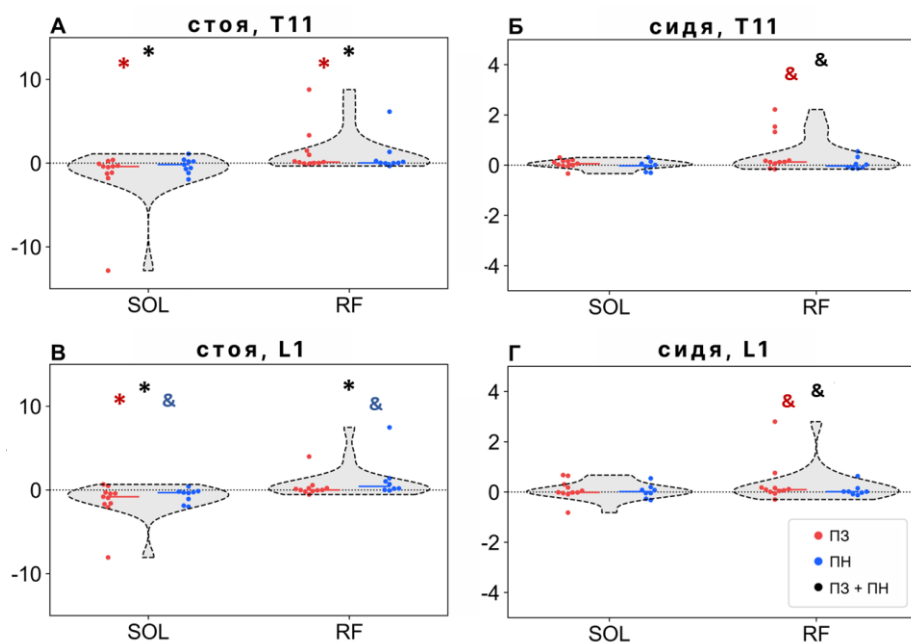 А стоя, T11
* * * *
10
0
-10
SOL RF
Б сидя, T11
& &
4
2
0
-2
-4
SOL RF
В стоя, L1
* * & * &
10
0
-10
SOL RF
Г сидя, L1
& &
4
2
0
-2
-4
SOL RF
ПЗ
ПН
ПЗ + ПН